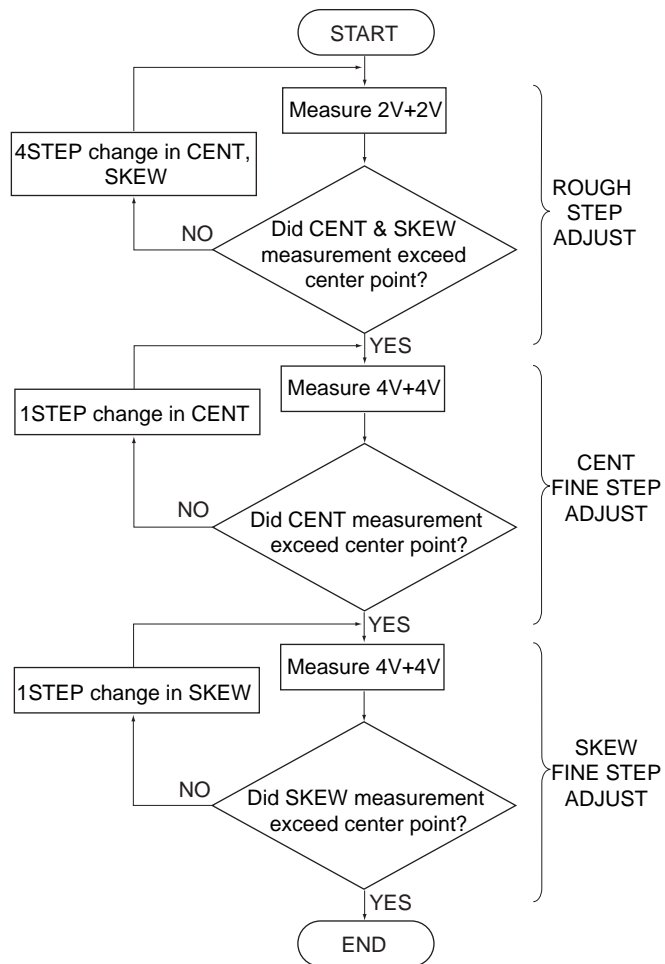 START
Measure 2V+2V
4STEP change in CENT,
SKEW
NO
Did CENT & SKEW
measurement exceed
center point?
ROUGH
STEP
ADJUST
YES
Measure 4V+4V
1STEP change in CENT
NO
Did CENT measurement
exceed center point?
CENT
FINE STEP
ADJUST
YES
Measure 4V+4V
1STEP change in SKEW
NO
Did SKEW measurement
exceed center point?
SKEW
FINE STEP
ADJUST
YES
END